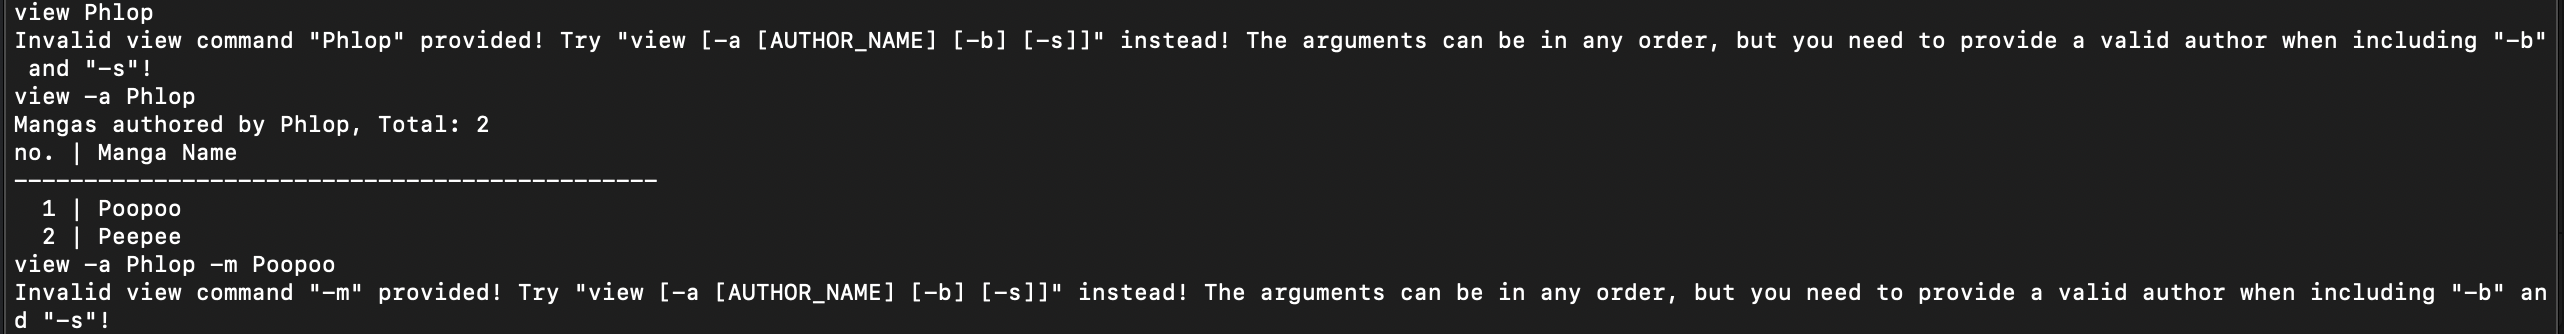 view Phlop
Invalid view command "Phlop" provided! Try "view [-a [AUTHOR_NAME] [-b] [-s]]" instead! The arguments can be in any order, but you need to provide a valid author when including "-b"
 and "-s"!
view -a Phlop
Mangas authored by Phlop, Total: 2
no. | Manga Name
----------------------------------------------
  1 | Poopoo
  2 | Peepee
view -a Phlop -m Poopoo
Invalid view command "-m" provided! Try "view [-a [AUTHOR_NAME] [-b] [-s]]" instead! The arguments can be in any order, but you need to provide a valid author when including "-b" an
d "-s"!